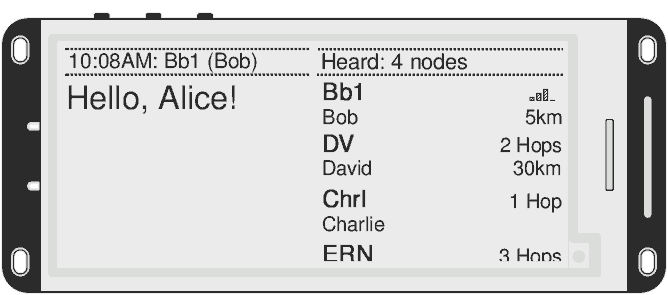 10:08AM: Bb1 (Bob)
Hello, Alice!
Heard: 4 nodes
Bb1
Bob 5km
DV 2 Hops
David 30km
Chrl 1 Hop
Charlie
ERN 3 Hops